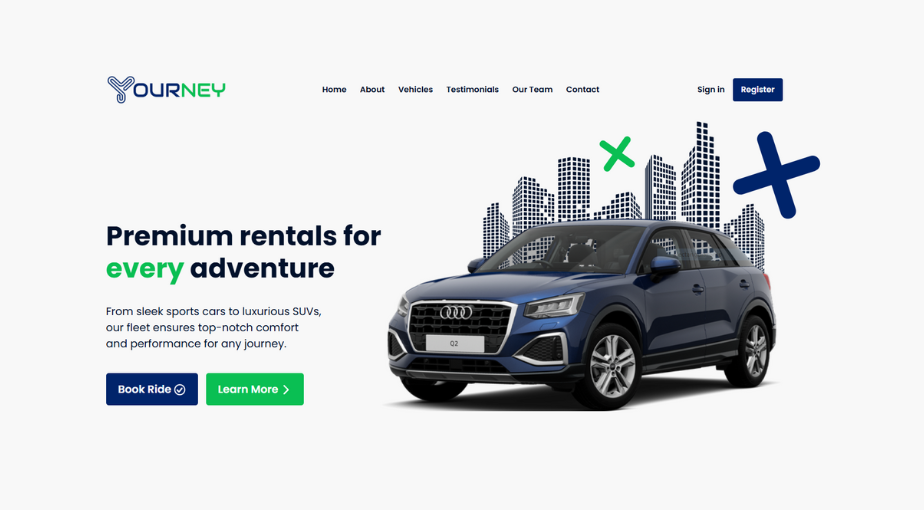 YOURNEY
Home About Vehicles Testimonials Our Team Contact
Sign in Register
Premium rentals for
every adventure
From sleek sports cars to luxurious SUVs,
our fleet ensures top-notch comfort
and performance for any journey.
Book Ride Learn More
Q2